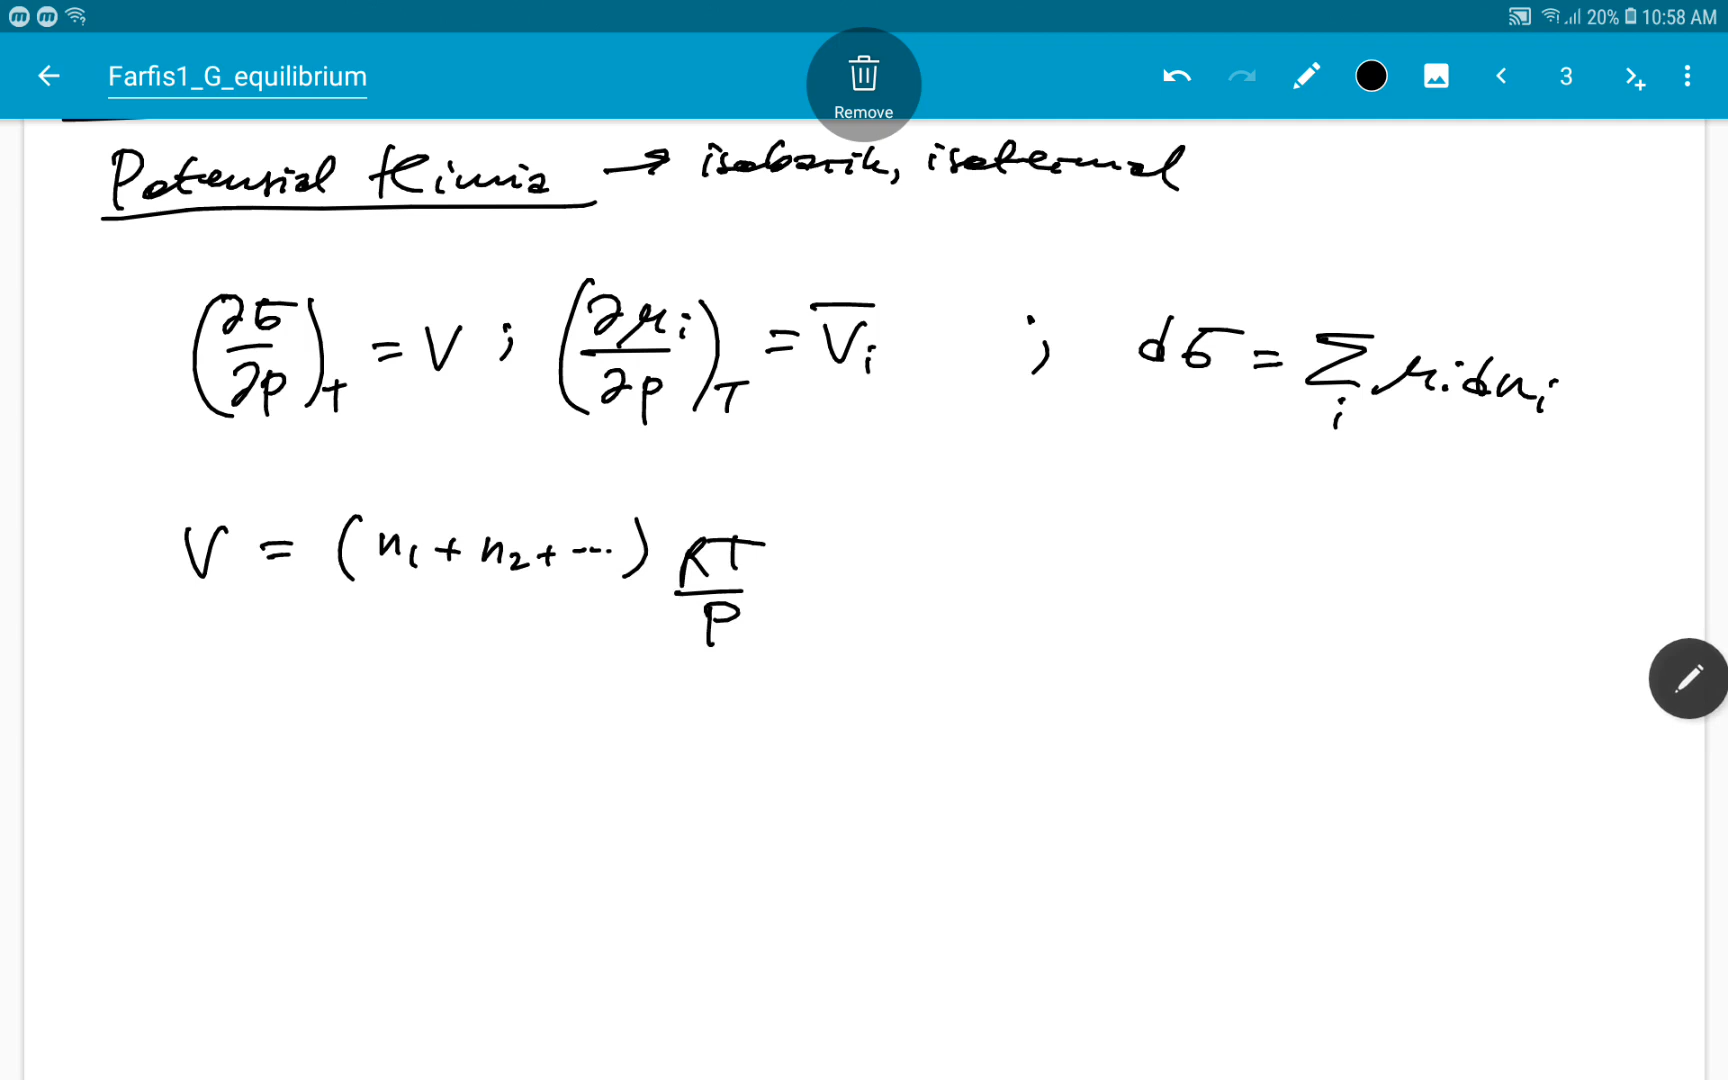 20% 10:58 AM
Farfis1_G_equilibrium
Remove
3
Potensial Kimia → isobarik, isotermal
(∂G/∂p)T = V ; (∂μi/∂p)T = V̅i ; dG = Σi μi dni
V = (n1 + n2 + ...) RT/P